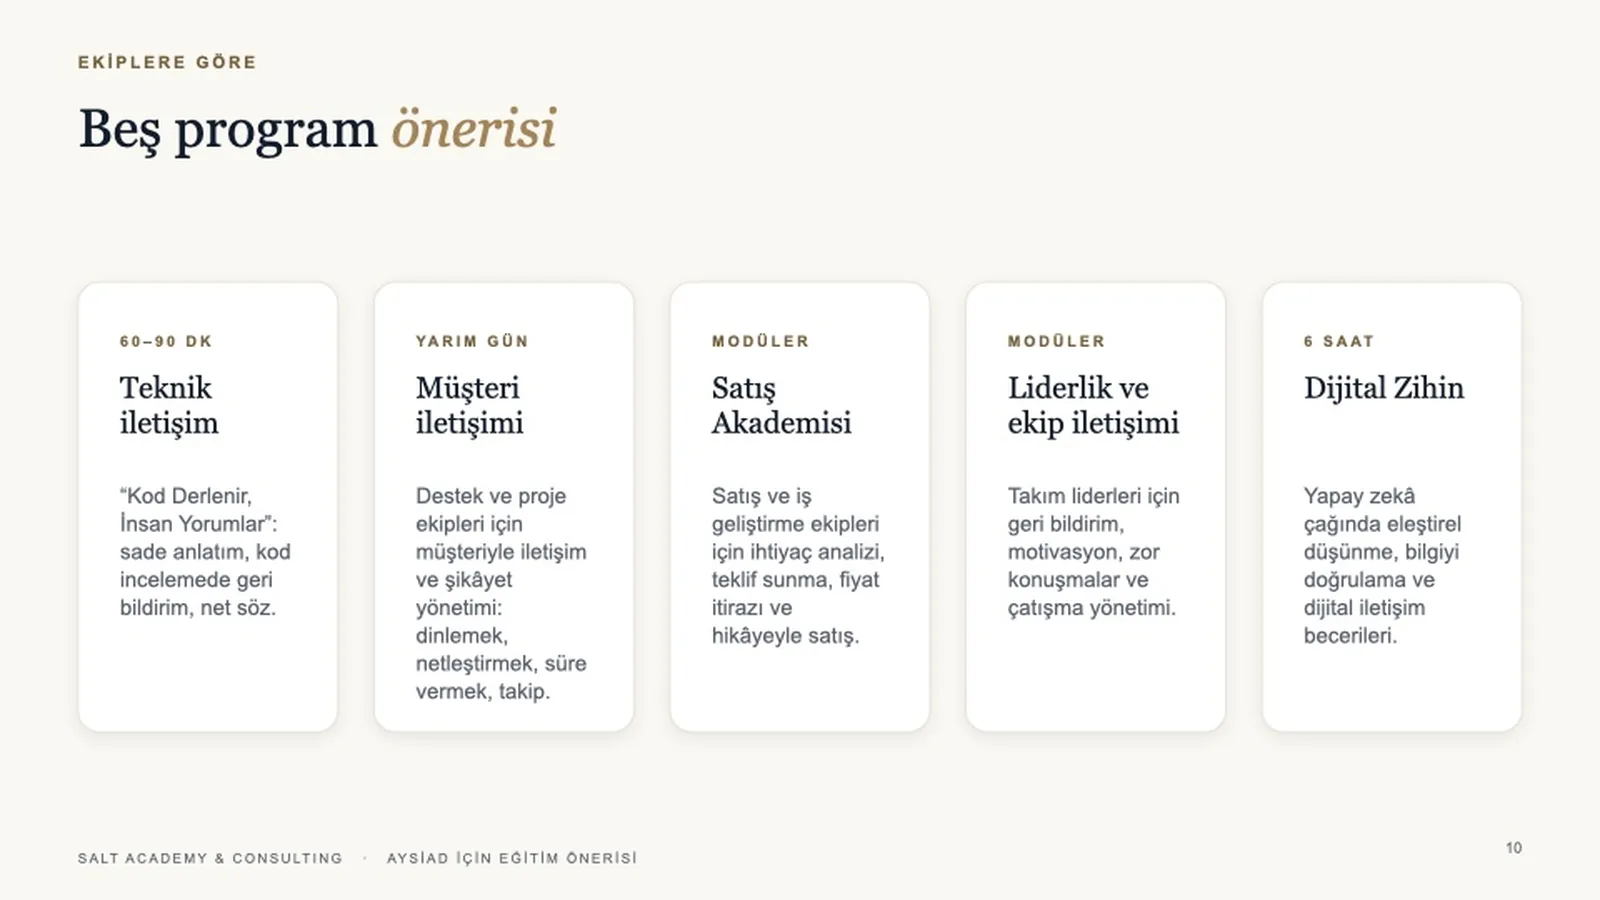 EKİPLERE GÖRE
Beş program önerisi
60–90 DK
Teknik
iletişim
“Kod Derlenir,
İnsan Yorumlar”:
sade anlatım, kod
incelemede geri
bildirim, net söz.
YARIM GÜN
Müşteri
iletişimi
Destek ve proje
ekipleri için
müşteriyle iletişim
ve şikâyet
yönetimi:
dinlemek,
netleştirmek, süre
vermek, takip.
MODÜLER
Satış
Akademisi
Satış ve iş
geliştirme ekipleri
için ihtiyaç analizi,
teklif sunma, fiyat
itirazı ve
hikâyeyle satış.
MODÜLER
Liderlik ve
ekip iletişimi
Takım liderleri için
geri bildirim,
motivasyon, zor
konuşmalar ve
çatışma yönetimi.
6 SAAT
Dijital Zihin
Yapay zekâ
çağında eleştirel
düşünme, bilgiyi
doğrulama ve
dijital iletişim
becerileri.
SALT ACADEMY & CONSULTING · AYSİAD İÇİN EĞİTİM ÖNERİSİ
10